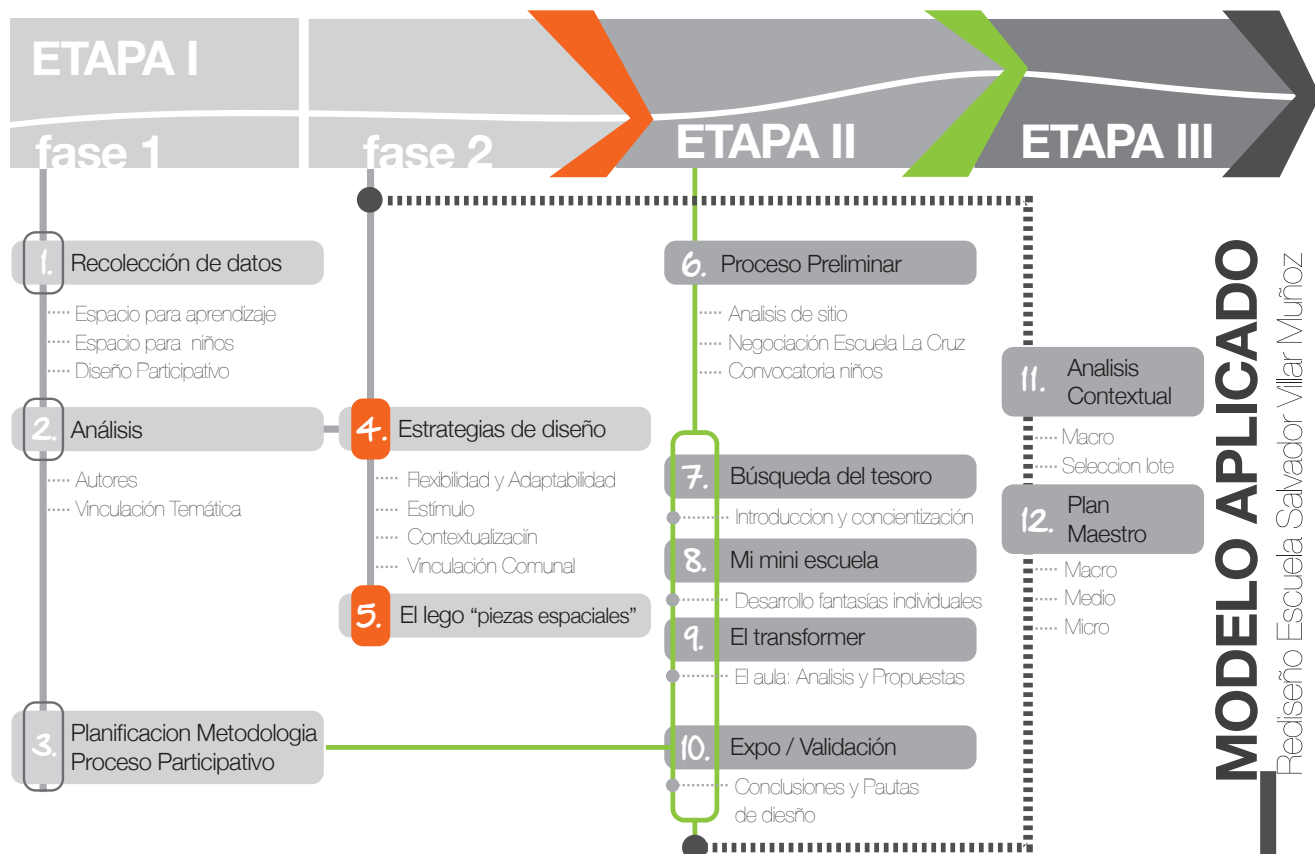 ETAPA I
fase 1
fase 2
ETAPA II
ETAPA III
1. Recolección de datos
Espacio para aprendizaje
Espacio para niños
Diseño Participativo
2. Análisis
Autores
Vinculación Temática
3. Planificacion Metodologia
Proceso Participativo
4. Estrategias de diseño
Flexibilidad y Adaptabilidad
Estímulo
Contextualizacíín
Vinculación Comunal
5. El lego “piezas espaciales”
6. Proceso Preliminar
Analisis de sitio
Negociación Escuela La Cruz
Convocatoria niños
7. Búsqueda del tesoro
Introduccion y concientización
8. Mi mini escuela
Desarrollo fantasías individuales
9. El transformer
El aula: Analisis y Propuestas
10. Expo / Validación
Conclusiones y Pautas
de diesño
11. Analisis
Contextual
Macro
Seleccion lote
12. Plan
Maestro
Macro
Medio
Micro
MODELO APLICADO
Rediseño Escuela Salvador Villar Muñoz